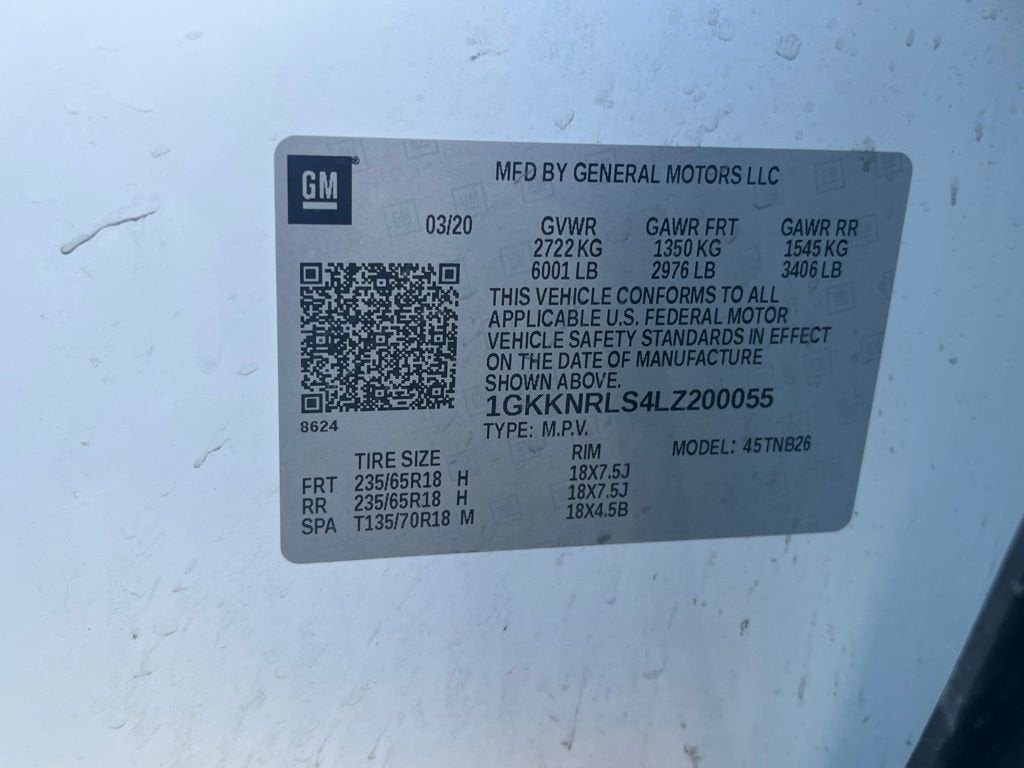 GM
MFD BY GENERAL MOTORS LLC
03/20 GVWR GAWR FRT GAWR RR
2722 KG 1350 KG 1545 KG
6001 LB 2976 LB 3406 LB
THIS VEHICLE CONFORMS TO ALL
APPLICABLE U.S. FEDERAL MOTOR
VEHICLE SAFETY STANDARDS IN EFFECT
ON THE DATE OF MANUFACTURE
SHOWN ABOVE.
1GKKNRLS4LZ200055
8624
TYPE: M.P.V. MODEL: 45TNB26
TIRE SIZE RIM
FRT 235/65R18 H 18X7.5J
RR 235/65R18 H 18X7.5J
SPA T135/70R18 M 18X4.5B